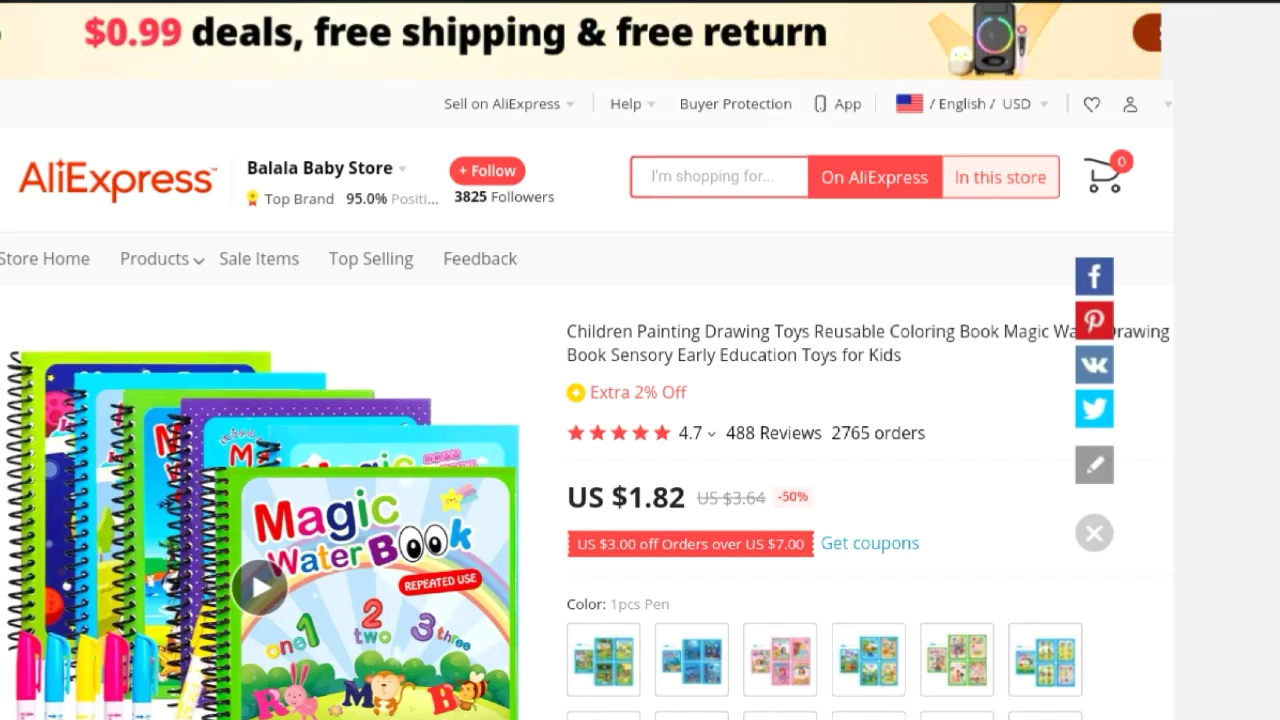 $0.99 deals, free shipping & free return
Sell on AliExpress Help Buyer Protection App / English / USD
AliExpress™
Balala Baby Store
+ Follow
Top Brand 95.0% Positi...
3825 Followers
I'm shopping for...
On AliExpress
In this store
0
Store Home Products Sale Items Top Selling Feedback
Children Painting Drawing Toys Reusable Coloring Book Magic Wa Drawing
Book Sensory Early Education Toys for Kids
Extra 2% Off
4.7 488 Reviews 2765 orders
US $1.82 US $3.64 -50%
US $3.00 off Orders over US $7.00 Get coupons
Color: 1pcs Pen
Magic
Water Book
REPEATED USE
one 1
2 two
3 three
R M B